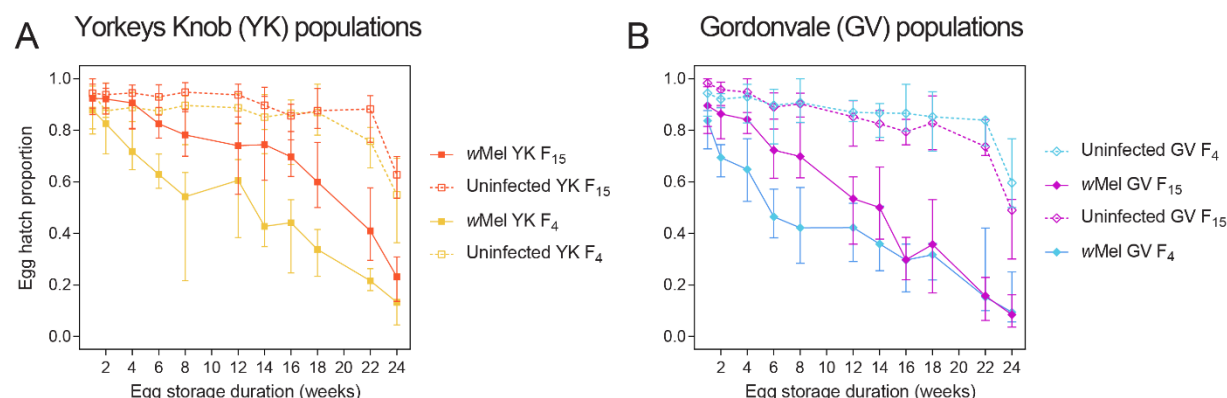 A
Yorkeys Knob (YK) populations
1.0
0.8
0.6
0.4
0.2
0.0
Egg hatch proportion
2 4 6 8 10 12 14 16 18 20 22 24
Egg storage duration (weeks)
wMel YK F15
Uninfected YK F15
wMel YK F4
Uninfected YK F4
B
Gordonvale (GV) populations
1.0
0.8
0.6
0.4
0.2
0.0
2 4 6 8 10 12 14 16 18 20 22 24
Egg storage duration (weeks)
Uninfected GV F4
wMel GV F15
Uninfected GV F15
wMel GV F4